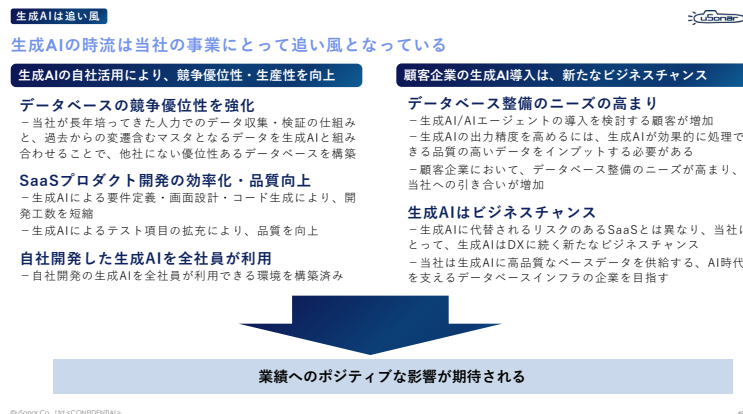 生成AIは追い風
uSonar
生成AIの時流は当社の事業にとって追い風となっている
生成AIの自社活用により、競争優位性・生産性を向上
データベースの競争優位性を強化
－当社が長年培ってきた人力でのデータ収集・検証の仕組み
と、過去からの変遷含むマスタとなるデータを生成AIと組み
合わせることで、他社にない優位性あるデータベースを構築
SaaSプロダクト開発の効率化・品質向上
－生成AIによる要件定義・画面設計・コード生成により、開
発工数を短縮
－生成AIによるテスト項目の拡充により、品質を向上
自社開発した生成AIを全社員が利用
－自社開発の生成AIを全社員が利用できる環境を構築済み
顧客企業の生成AI導入は、新たなビジネスチャンス
データベース整備のニーズの高まり
－生成AI/AIエージェントの導入を検討する顧客が増加
－生成AIの出力精度を高めるには、生成AIが効果的に処理で
きる品質の高いデータをインプットする必要がある
－顧客企業において、データベース整備のニーズが高まり、
当社への引き合いが増加
生成AIはビジネスチャンス
－生成AIに代替されるリスクのあるSaaSとは異なり、当社に
とって、生成AIはDXに続く新たなビジネスチャンス
－当社は生成AIに高品質なベースデータを供給する、AI時代
を支えるデータベースインフラの企業を目指す
業績へのポジティブな影響が期待される
© uSonar Co., Ltd <CONFIDENTIAL>